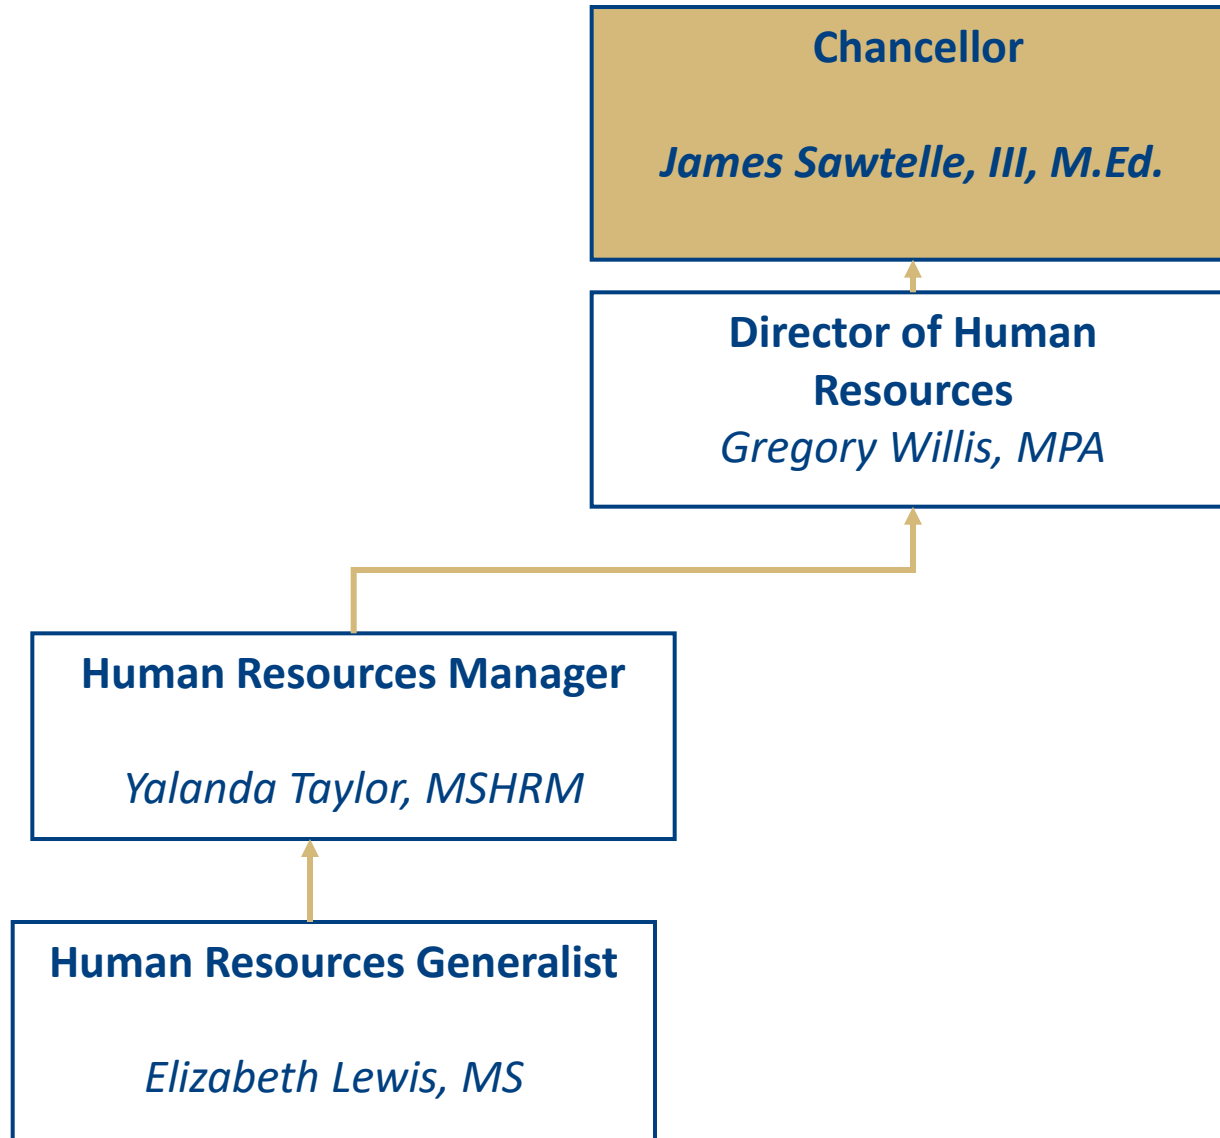 Chancellor
James Sawtelle, III, M.Ed.
Director of Human
Resources
Gregory Willis, MPA
Human Resources Manager
Yalanda Taylor, MSHRM
Human Resources Generalist
Elizabeth Lewis, MS